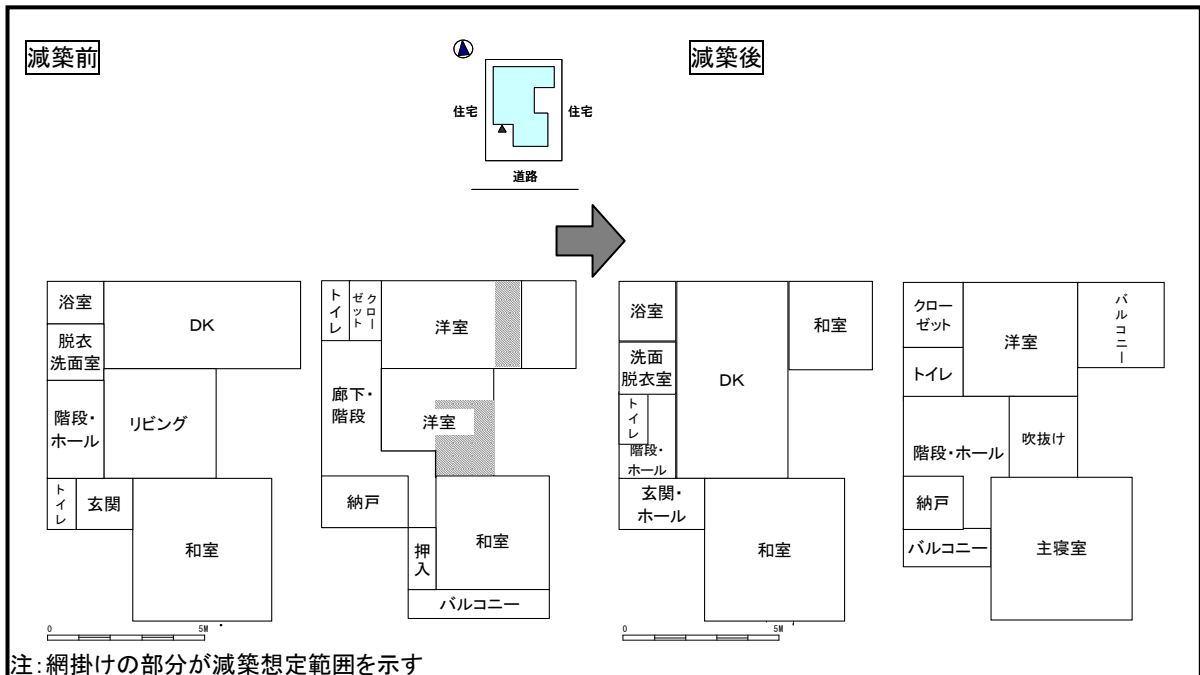 減築前
減築後
住宅
住宅
道路
浴室
DK
脱衣
洗面室
階段・
ホール
リビング
トイレ
玄関
和室
0
5M
トイレ
クロー
ゼット
洋室
廊下・
階段
洋室
納戸
押入
和室
バルコニー
浴室
洗面
脱衣室
トイレ
階段・
ホール
DK
和室
玄関・
ホール
和室
0
5M
クロー
ゼット
洋室
バルコニー
トイレ
階段・ホール
吹抜け
納戸
バルコニー
主寝室
注:網掛けの部分が減築想定範囲を示す